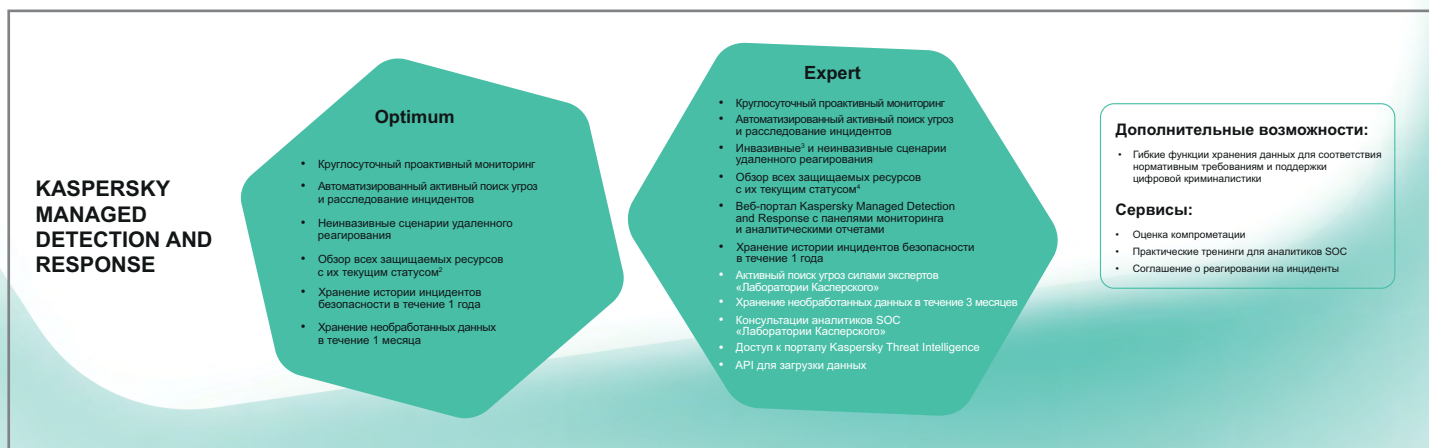 KASPERSKY
MANAGED
DETECTION AND
RESPONSE
Optimum
• Круглосуточный проактивный мониторинг
• Автоматизированный активный поиск угроз
и расследование инцидентов
• Неинвазивные сценарии удаленного
реагирования
• Обзор всех защищаемых ресурсов
с их текущим статусом²
• Хранение истории инцидентов
безопасности в течение 1 года
• Хранение необработанных данных
в течение 1 месяца
Expert
• Круглосуточный проактивный мониторинг
• Автоматизированный активный поиск угроз
и расследование инцидентов
• Инвазивные³ и неинвазивные сценарии
удаленного реагирования
• Обзор всех защищаемых ресурсов
с их текущим статусом⁴
• Веб-портал Kaspersky Managed Detection
and Response с панелями мониторинга
и аналитическими отчетами
• Хранение истории инцидентов безопасности
в течение 1 года
• Активный поиск угроз силами экспертов
«Лаборатории Касперского»
• Хранение необработанных данных в течение 3 месяцев
• Консультации аналитиков SOC
«Лаборатории Касперского»
• Доступ к порталу Kaspersky Threat Intelligence
• API для загрузки данных
Дополнительные возможности:
• Гибкие функции хранения данных для соответствия
нормативным требованиям и поддержки
цифровой криминалистики
Сервисы:
• Оценка компрометации
• Практические тренинги для аналитиков SOC
• Соглашение о реагировании на инциденты